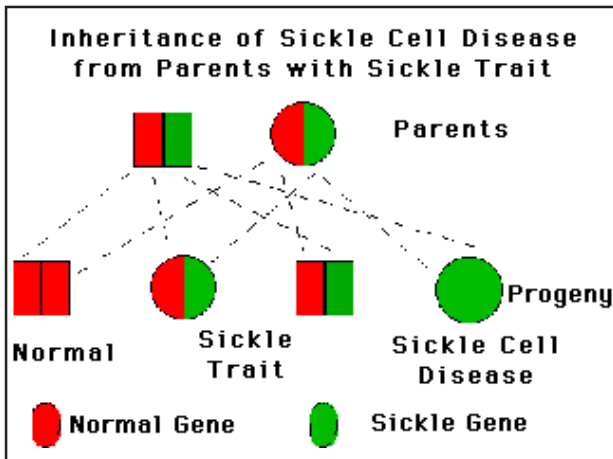 Inheritance of Sickle Cell Disease
from Parents with Sickle Trait
Parents
Progeny
Normal
Sickle
Trait
Sickle Cell
Disease
Normal Gene
Sickle Gene